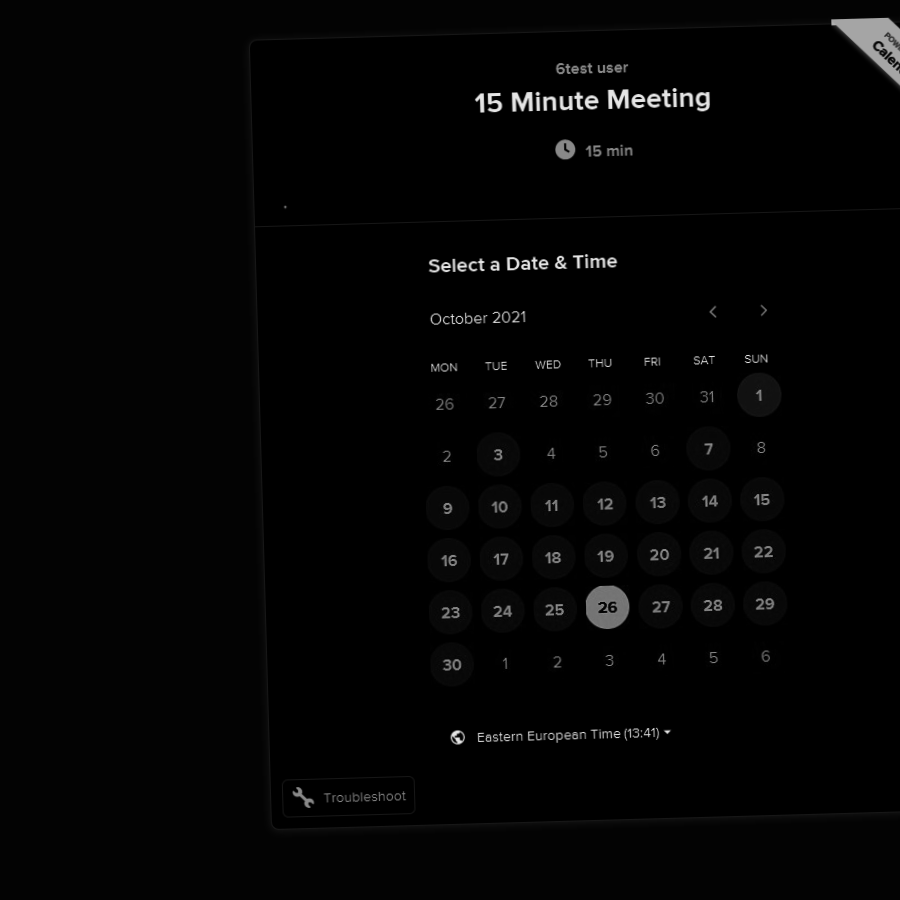 6test user
15 Minute Meeting
15 min
Select a Date & Time
October 2021
MON TUE WED THU FRI SAT SUN
26 27 28 29 30 31 1
2 3 4 5 6 7 8
9 10 11 12 13 14 15
16 17 18 19 20 21 22
23 24 25 26 27 28 29
30 1 2 3 4 5 6
Eastern European Time (13:41)
Troubleshoot